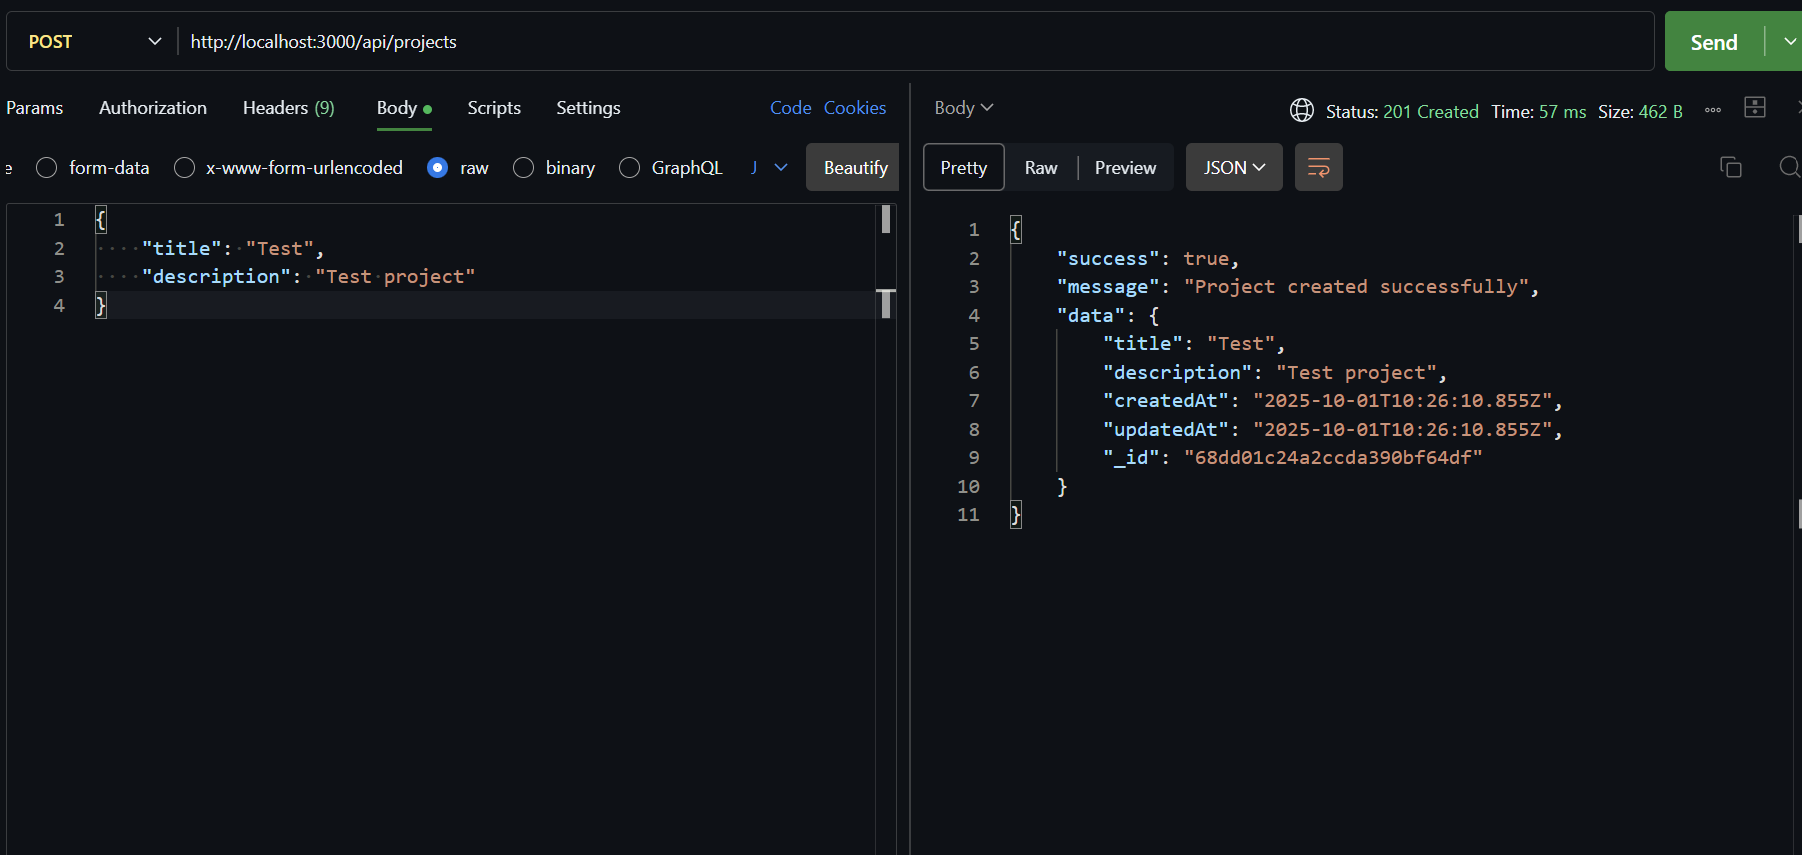 POST http://localhost:3000/api/projects Send
Params Authorization Headers (9) Body Scripts Settings Code Cookies
e form-data x-www-form-urlencoded raw binary GraphQL J Beautify
1 {
2 "title": "Test",
3 "description": "Test project"
4 }
Body Status: 201 Created Time: 57 ms Size: 462 B
Pretty Raw Preview JSON
1 {
2 "success": true,
3 "message": "Project created successfully",
4 "data": {
5 "title": "Test",
6 "description": "Test project",
7 "createdAt": "2025-10-01T10:26:10.855Z",
8 "updatedAt": "2025-10-01T10:26:10.855Z",
9 "_id": "68dd01c24a2ccda390bf64df"
10 }
11 }